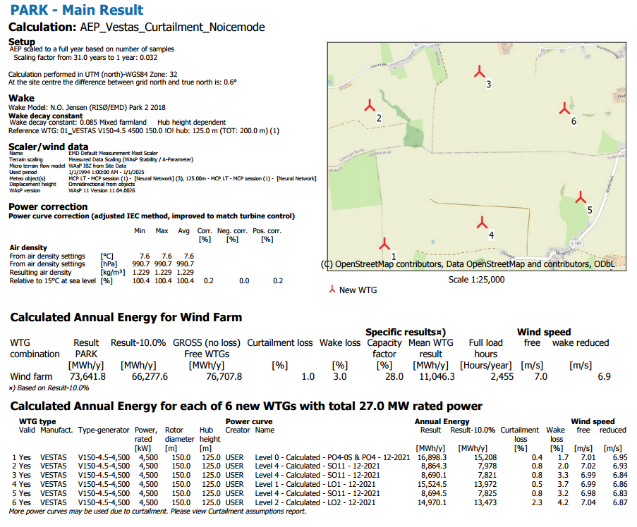 PARK - Main Result
Calculation: AEP_Vestas_Curtailment_Noicemode
Setup
AEP scaled to a full year based on number of samples
Scaling factor from 31.0 years to 1 year: 0.032
Calculation performed in UTM (north)-WGS84 Zone: 32
At the site centre the difference between grid north and true north is: 0.6°
Wake
Wake Model: N.O. Jensen (RISØ/EMD) Park 2 2018
Wake decay constant
Wake decay constant: 0.085 Mixed farmland Hub height dependent
Reference WTG: 01_VESTAS V150-4.5 4500 150.0 !O! hub: 125.0 m (TOT: 200.0 m) (1)
Scaler/wind data
Name EMD Default Measurement Mast Scaler
Terrain scaling Measured Data Scaling (WAsP Stability / A-Parameter)
Micro terrain flow model WAsP IBZ from Site Data
Used period 1/1/1994 1:00:00 AM - 1/1/2025
Meteo object(s) MCP LT - MCP session (1) - [Neural Network] (3), 125.00m - MCP LT - MCP session (1) - [Neural Network]
Displacement height Omnidirectional from objects
WAsP version WAsP 11 Version 11.04.0026
Power correction
Power curve correction (adjusted IEC method, improved to match turbine control)
Min Max Avg Corr. Neg. corr. Pos. corr.
[%] [%] [%]
Air density
From air density settings [°C] 7.6 7.6 7.6
From air density settings [hPa] 990.7 990.7 990.7
Resulting air density [kg/m³] 1.229 1.229 1.229
Relative to 15°C at sea level [%] 100.4 100.4 100.4 0.2 0.0 0.2
3
2
6
5
4
1
(C) OpenStreetMap contributors, Data OpenStreetMap and contributors, ODbL
Scale 1:25,000
New WTG
Calculated Annual Energy for Wind Farm
Specific results¤) Wind speed
WTG Result Result-10.0% GROSS (no loss) Curtailment loss Wake loss Capacity Mean WTG Full load free wake reduced
combination PARK Free WTGs factor result hours
[MWh/y] [MWh/y] [MWh/y] [%] [%] [%] [MWh/y] [Hours/year] [m/s] [m/s]
Wind farm 73,641.8 66,277.6 76,707.8 1.0 3.0 28.0 11,046.3 2,455 7.0 6.9
¤) Based on Result-10.0%
Calculated Annual Energy for each of 6 new WTGs with total 27.0 MW rated power
WTG type Power curve Annual Energy Wind speed
Valid Manufact. Type-generator Power, Rotor Hub Creator Name Result Result-10.0% Curtailment Wake free reduced
rated diameter height loss loss
[kW] [m] [m] [MWh/y] [MWh/y] [%] [%] [m/s] [m/s]
1 Yes VESTAS V150-4.5-4,500 4,500 150.0 125.0 USER Level 0 - Calculated - PO4-0S & PO4 - 12-2021 16,898.3 15,208 0.4 1.7 7.01 6.95
2 Yes VESTAS V150-4.5-4,500 4,500 150.0 125.0 USER Level 4 - Calculated - SO11 - 12-2021 8,864.3 7,978 0.8 2.0 7.02 6.93
3 Yes VESTAS V150-4.5-4,500 4,500 150.0 125.0 USER Level 4 - Calculated - SO11 - 12-2021 8,690.1 7,821 0.8 3.3 6.99 6.84
4 Yes VESTAS V150-4.5-4,500 4,500 150.0 125.0 USER Level 1 - Calculated - LO1 - 12-2021 15,524.5 13,972 0.5 3.7 6.99 6.86
5 Yes VESTAS V150-4.5-4,500 4,500 150.0 125.0 USER Level 4 - Calculated - SO11 - 12-2021 8,694.5 7,825 0.8 3.2 6.98 6.83
6 Yes VESTAS V150-4.5-4,500 4,500 150.0 125.0 USER Level 2 - Calculated - LO2 - 12-2021 14,970.1 13,473 2.3 4.2 7.04 6.87
More power curves may be used due to curtailment. Please view Curtailment assumptions report.